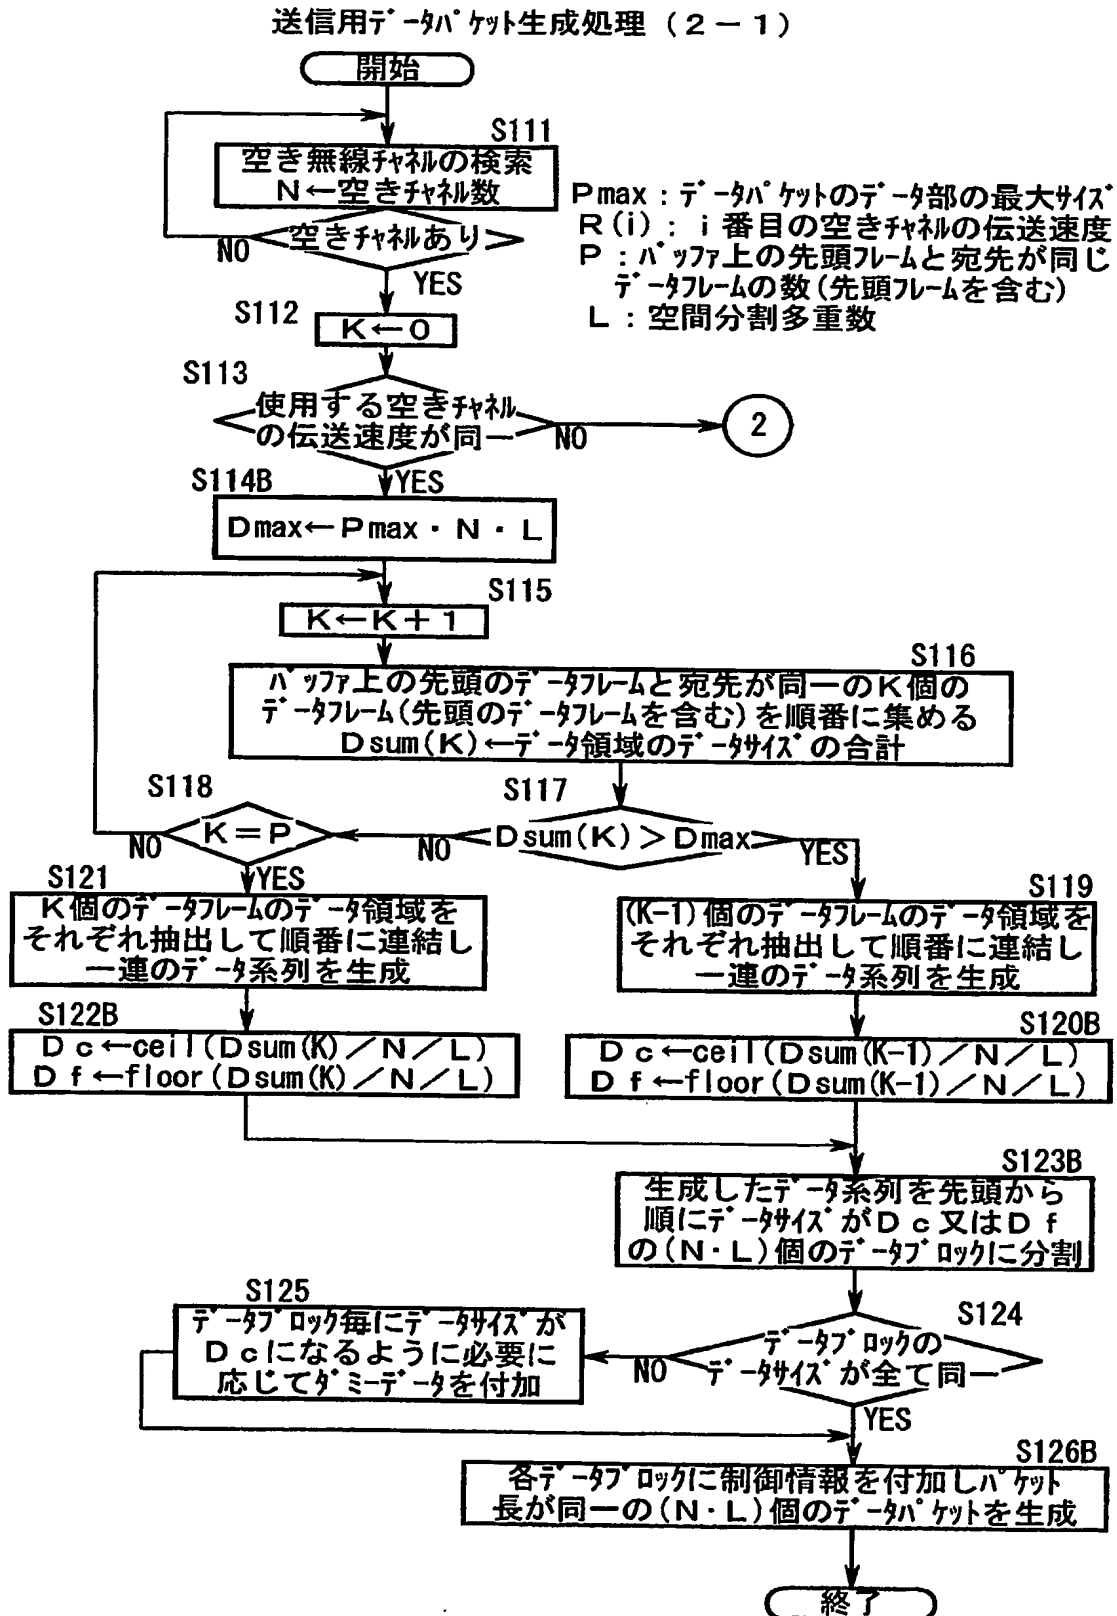 送信用データパケット生成処理(2-1)
開始
S111
空き無線チャネルの検索
N←空きチャネル数
空きチャネルあり
NO
YES
Pmax:データパケットのデータ部の最大サイズ
R(i):i番目の空きチャネルの伝送速度
P:バッファ上の先頭フレームと宛先が同じ
データフレームの数(先頭フレームを含む)
L:空間分割多重数
S112
K←0
S113
使用する空きチャネル
の伝送速度が同一
NO
2
YES
S114B
Dmax←Pmax・N・L
S115
K←K+1
S116
バッファ上の先頭のデータフレームと宛先が同一のK個の
データフレーム(先頭のデータフレームを含む)を順番に集める
Dsum(K)←データ領域のデータサイズの合計
S118
K=P
NO
YES
S117
Dsum(K)>Dmax
NO
YES
S121
K個のデータフレームのデータ領域を
それぞれ抽出して順番に連結し
一連のデータ系列を生成
S119
(K-1)個のデータフレームのデータ領域を
それぞれ抽出して順番に連結し
一連のデータ系列を生成
S122B
Dc←ceil(Dsum(K)/N/L)
Df←floor(Dsum(K)/N/L)
S120B
Dc←ceil(Dsum(K-1)/N/L)
Df←floor(Dsum(K-1)/N/L)
S123B
生成したデータ系列を先頭から
順にデータサイズがDc又はDf
の(N・L)個のデータブロックに分割
S125
データブロック毎にデータサイズが
Dcになるように必要に
応じてダミーデータを付加
S124
データブロックの
データサイズが全て同一
NO
YES
S126B
各データブロックに制御情報を付加しパケット
長が同一の(N・L)個のデータパケットを生成
終了